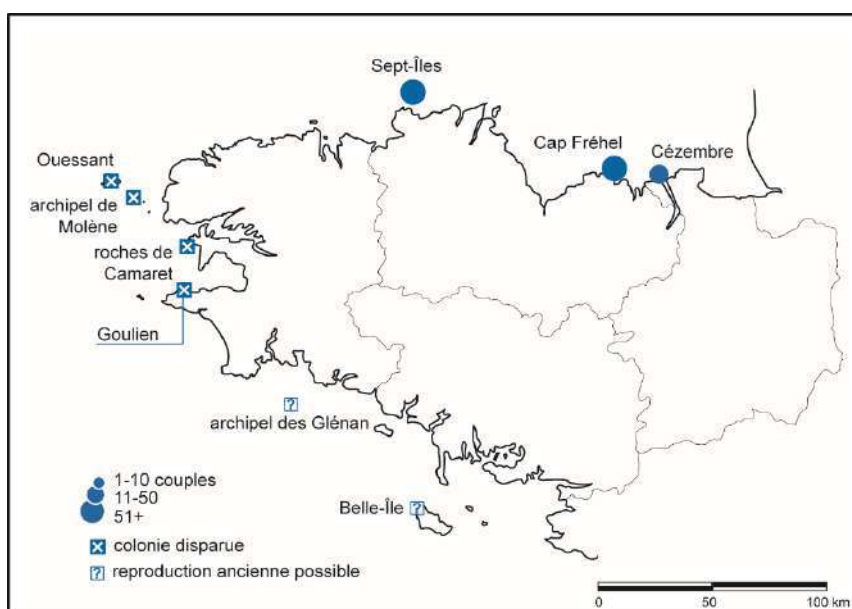 Sept-Îles
Cap Fréhel
Cézembre
Ouessant
archipel de
Molène
roches de
Camaret
Goulien
archipel des Glénan
Belle-Île
1-10 couples
11-50
51+
colonie disparue
? reproduction ancienne possible
0 50 100 km